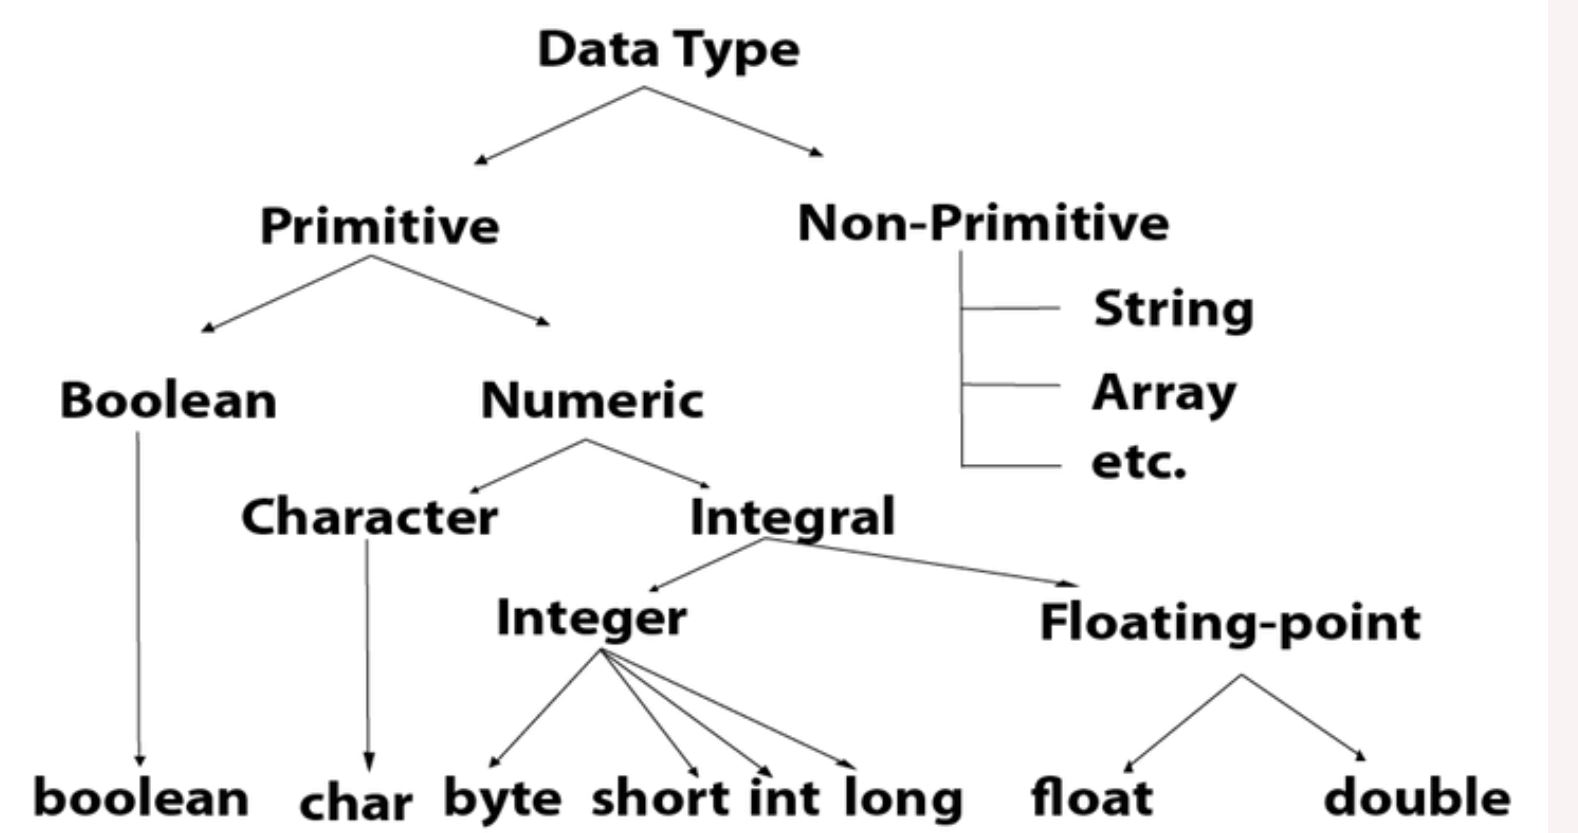 Data Type
Primitive
Non-Primitive
String
Array
etc.
Boolean
Numeric
Character
Integral
Integer
Floating-point
boolean char byte short int long float double